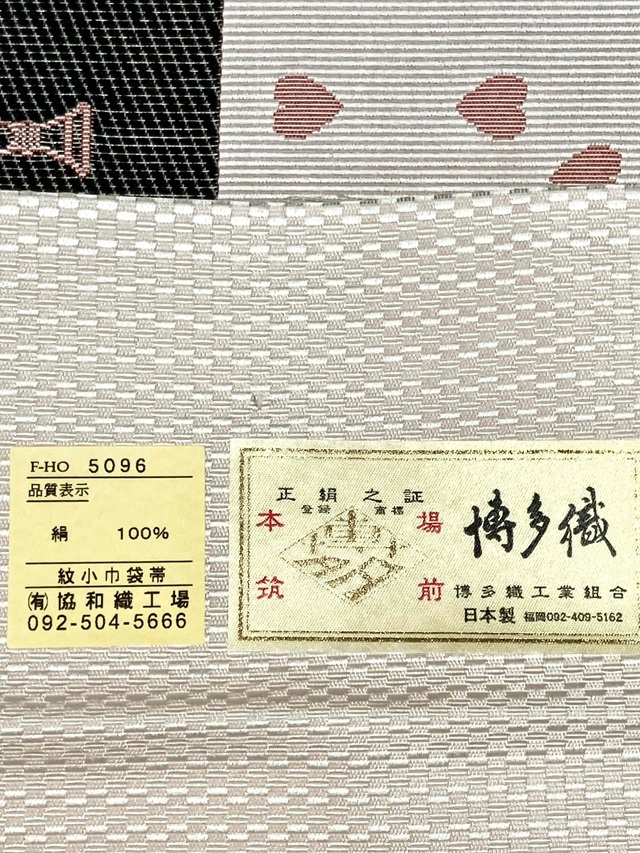 F-HO 5096
品質表示
絹 100%
紋小巾袋帯
㈲ 協和織工場
092-504-5666
正絹之証
登録 商標
本場
筑前
博多織
博多織工業組合
日本製 福岡092-409-5162